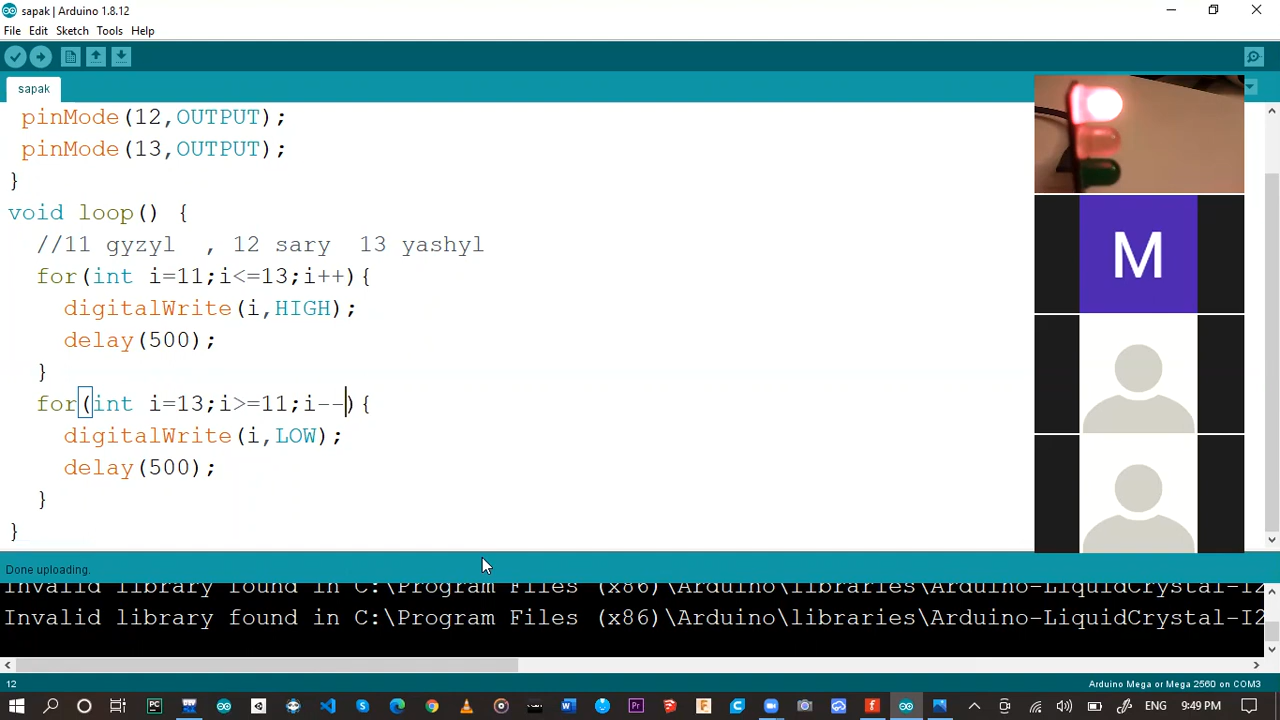 sapak | Arduino 1.8.12
File Edit Sketch Tools Help
sapak
pinMode(12,OUTPUT);
pinMode(13,OUTPUT);
}
void loop() {
//11 gyzyl , 12 sary 13 yashyl
for(int i=11;i<=13;i++){
digitalWrite(i,HIGH);
delay(500);
}
for(int i=13;i>=11;i--){
digitalWrite(i,LOW);
delay(500);
}
}
M
Done uploading.
Invalid library found in C:\Program Files (x86)\Arduino\libraries\Arduino-LiquidCrystal-I2
Invalid library found in C:\Program Files (x86)\Arduino\libraries\Arduino-LiquidCrystal-I2
12
Arduino Mega or Mega 2560 on COM3
ENG
9:49 PM